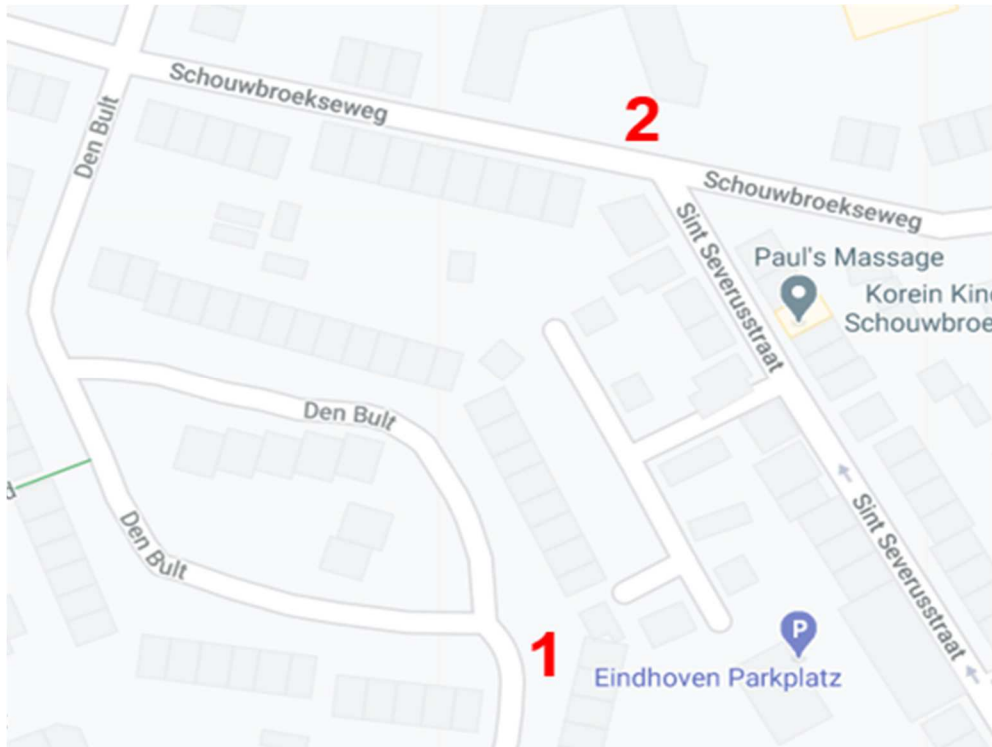 Schouwbroekseweg
2
Den Bult
Schouwbroekseweg
Sint Severusstraat
Paul's Massage
Korein Kin
Schouwbroe
Den Bult
d
Den Bult
Sint Severusstraat
1
P
Eindhoven Parkplatz